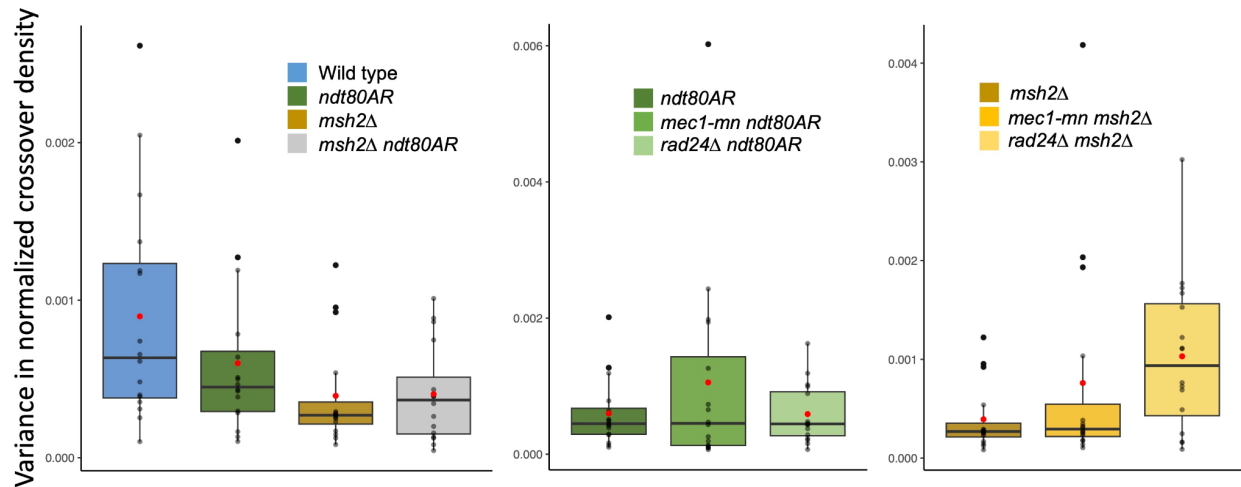 Variance in normalized crossover density
0.002
0.001
0.000
Wild type
ndt80AR
msh2Δ
msh2Δ ndt80AR
0.006
0.004
0.002
0.000
ndt80AR
mec1-mn ndt80AR
rad24Δ ndt80AR
0.004
0.003
0.002
0.001
0.000
msh2Δ
mec1-mn msh2Δ
rad24Δ msh2Δ